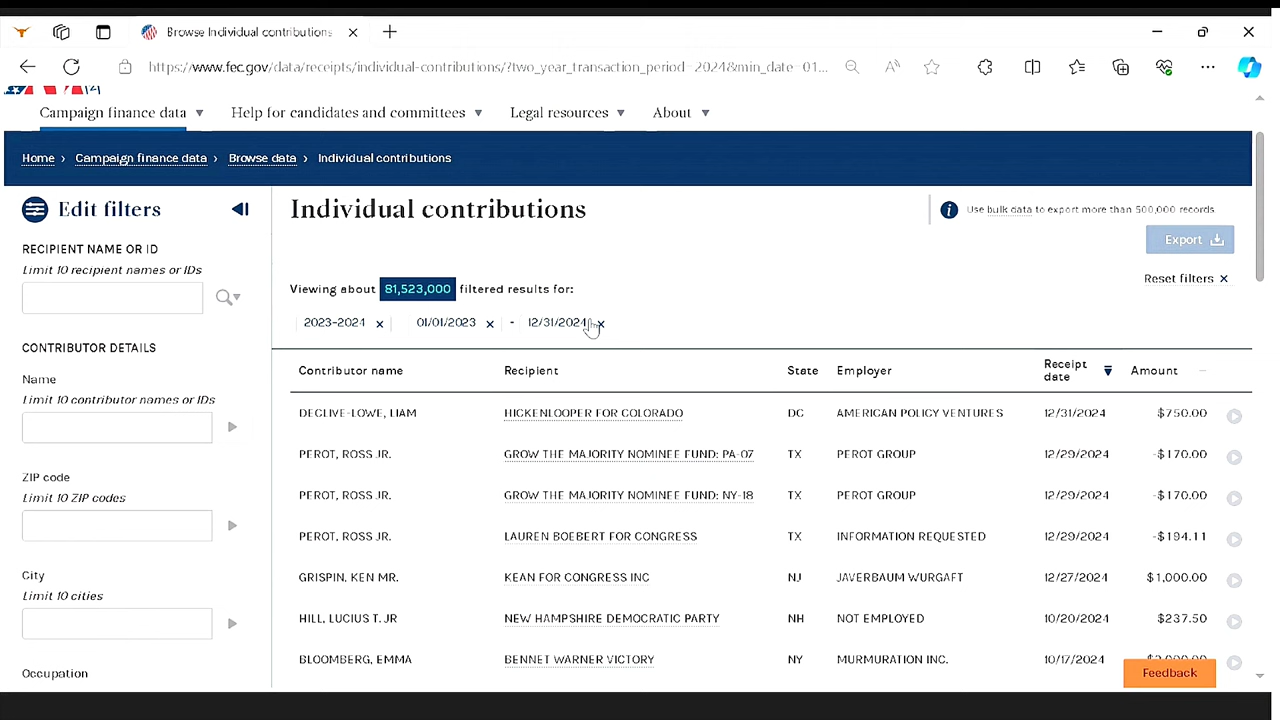 Browse Individual contributions
https://www.fec.gov/data/receipts/individual-contributions/?two_year_transaction_period=2024&min_date=01...
Campaign finance data Help for candidates and committees Legal resources About
Home › Campaign finance data › Browse data › Individual contributions
Edit filters
RECIPIENT NAME OR ID
Limit 10 recipient names or IDs
CONTRIBUTOR DETAILS
Name
Limit 10 contributor names or IDs
ZIP code
Limit 10 ZIP codes
City
Limit 10 cities
Occupation
Individual contributions
Use bulk data to export more than 500,000 records.
Export
Reset filters ×
Viewing about 81,523,000 filtered results for:
2023-2024 × 01/01/2023 × - 12/31/2024 ×
Contributor name Recipient State Employer Receipt date Amount
DECLIVE-LOWE, LIAM HICKENLOOPER FOR COLORADO DC AMERICAN POLICY VENTURES 12/31/2024 $750.00
PEROT, ROSS JR. GROW THE MAJORITY NOMINEE FUND: PA-07 TX PEROT GROUP 12/29/2024 -$170.00
PEROT, ROSS JR. GROW THE MAJORITY NOMINEE FUND: NY-18 TX PEROT GROUP 12/29/2024 -$170.00
PEROT, ROSS JR. LAUREN BOEBERT FOR CONGRESS TX INFORMATION REQUESTED 12/29/2024 -$194.11
GRISPIN, KEN MR. KEAN FOR CONGRESS INC NJ JAVERBAUM WURGAFT 12/27/2024 $1,000.00
HILL, LUCIUS T. JR NEW HAMPSHIRE DEMOCRATIC PARTY NH NOT EMPLOYED 10/20/2024 $237.50
BLOOMBERG, EMMA BENNET WARNER VICTORY NY MURMURATION INC. 10/17/2024
Feedback